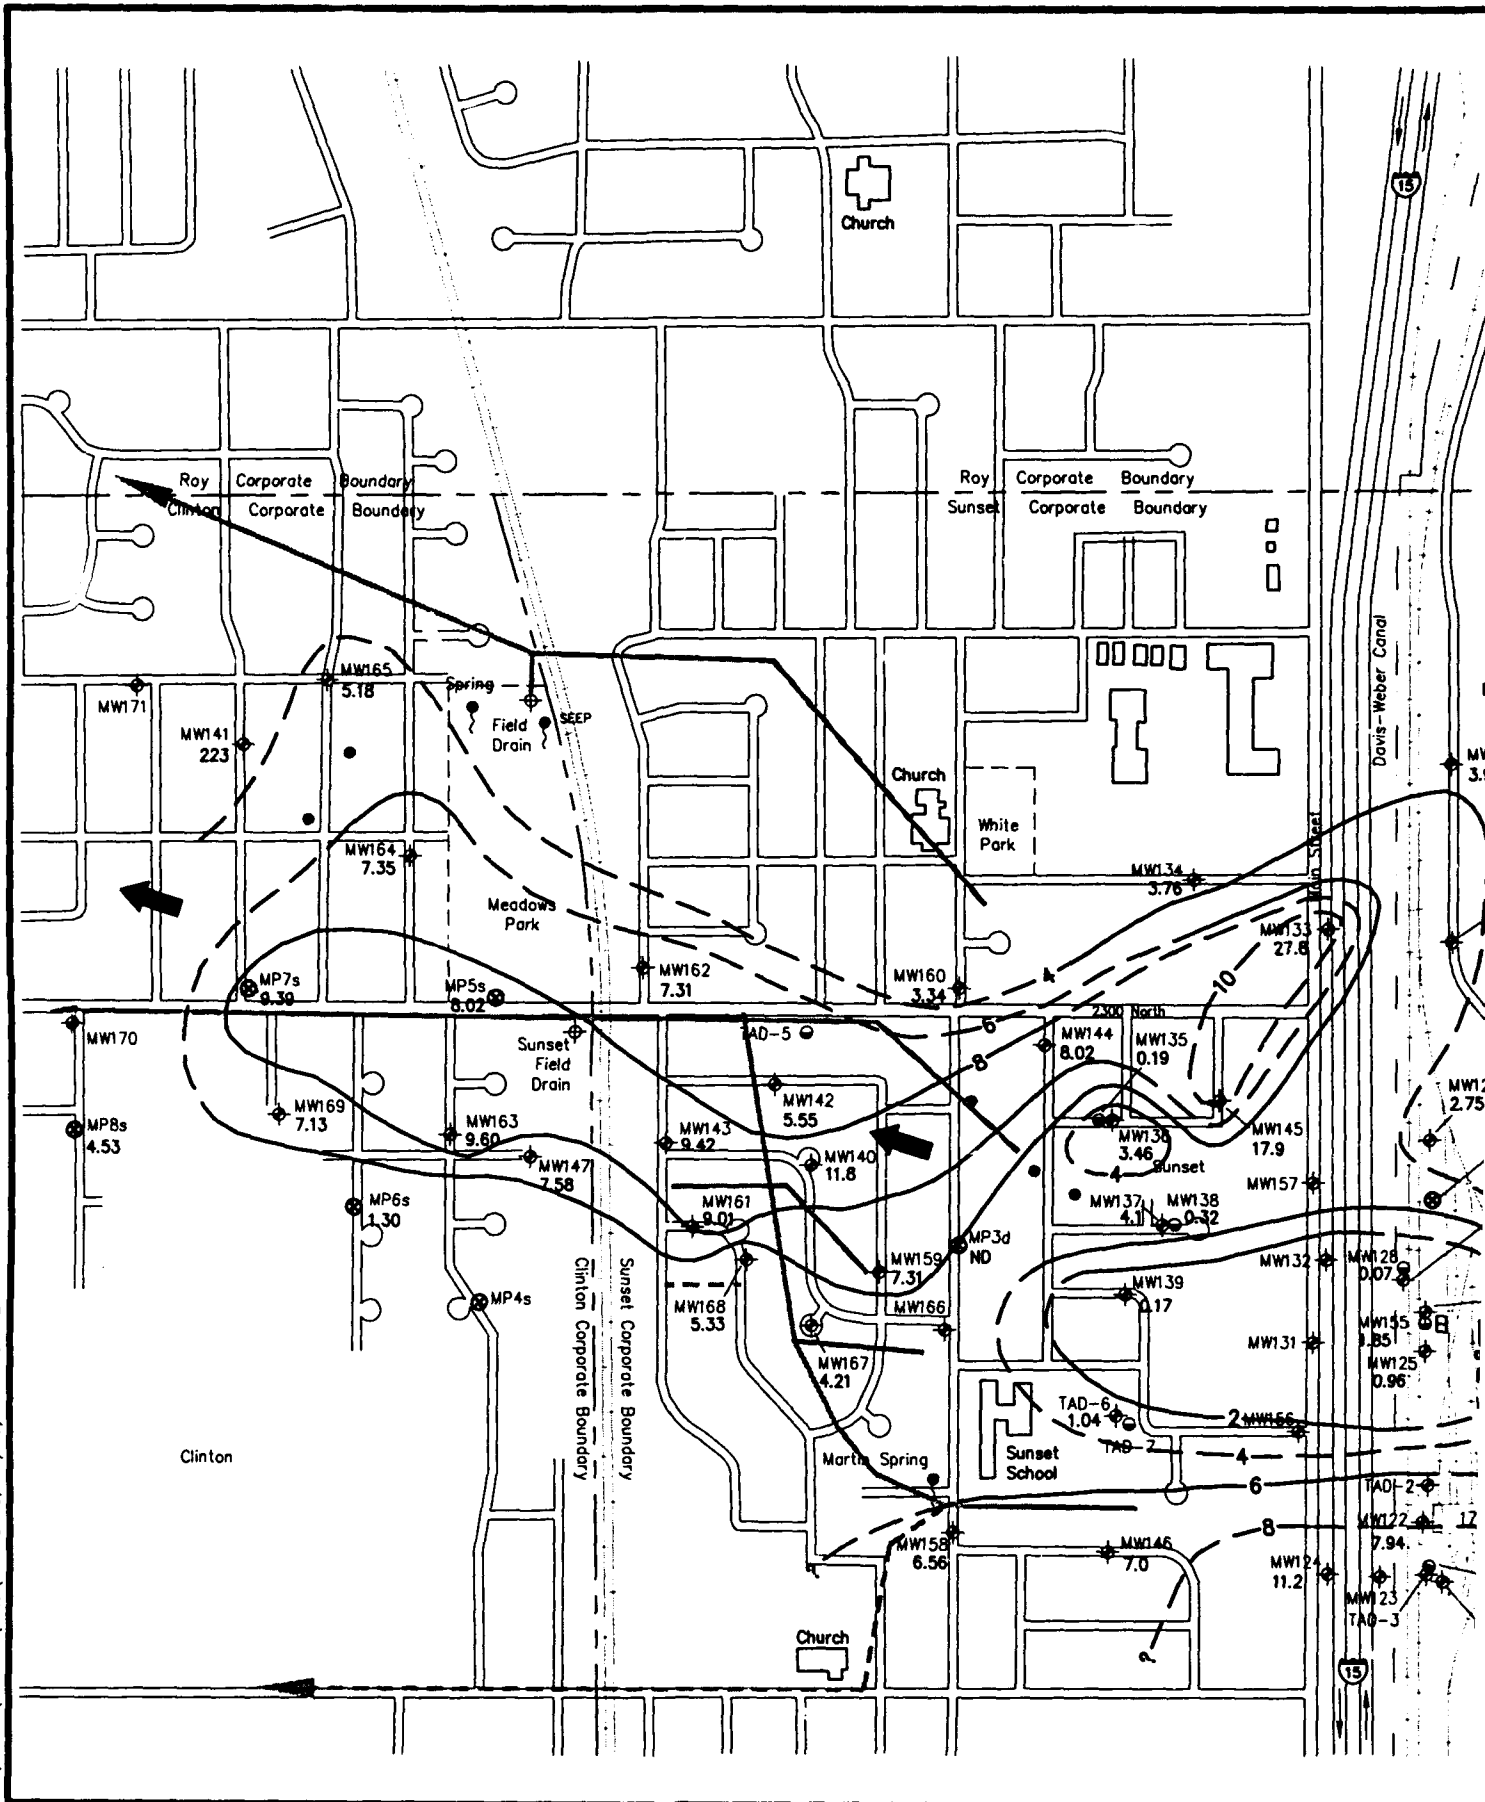 15
Church
Roy Corporate Boundary
Clinton Corporate Boundary
Roy Corporate Boundary
Sunset Corporate Boundary
Davis-Weber Canal
MW165
5.18
Spring
SEEP
Field
Drain
MW171
MW141
223
Church
White
Park
Main Street
MW134
3.76
MW164
7.35
Meadows
Park
MW133
27.8
4
10
MP7s
9.39
MP5s
8.02
MW162
7.31
MW160
3.34
6
2300 North
MW170
Sunset
Field
Drain
TAD-5
MW144
8.02
MW135
0.19
8
MW142
5.55
MW169
7.13
MW163
9.60
MW143
9.42
MP8s
4.53
MW147
7.58
MW140
11.8
MW136
3.46
4
Sunset
MW145
17.9
2.75
MP6s
1.30
MW161
9.01
MW137
4.1
MW138
0.32
MW157
MP3d
ND
MW159
7.31
MW132
MW128
0.07
MP4s
MW168
5.33
MW166
MW139
0.17
Clinton Corporate Boundary
Sunset Corporate Boundary
MW167
4.21
MW131
MW155
1.85
MW125
0.96
TAD-6
1.04
TAD-7
2
MW156
4
Clinton
Martin Spring
Sunset
School
6
TAD-2
8
MW122
7.94
17
MW158
6.56
MW146
7.0
MW124
11.2
MW123
TAD-3
?
Church
15